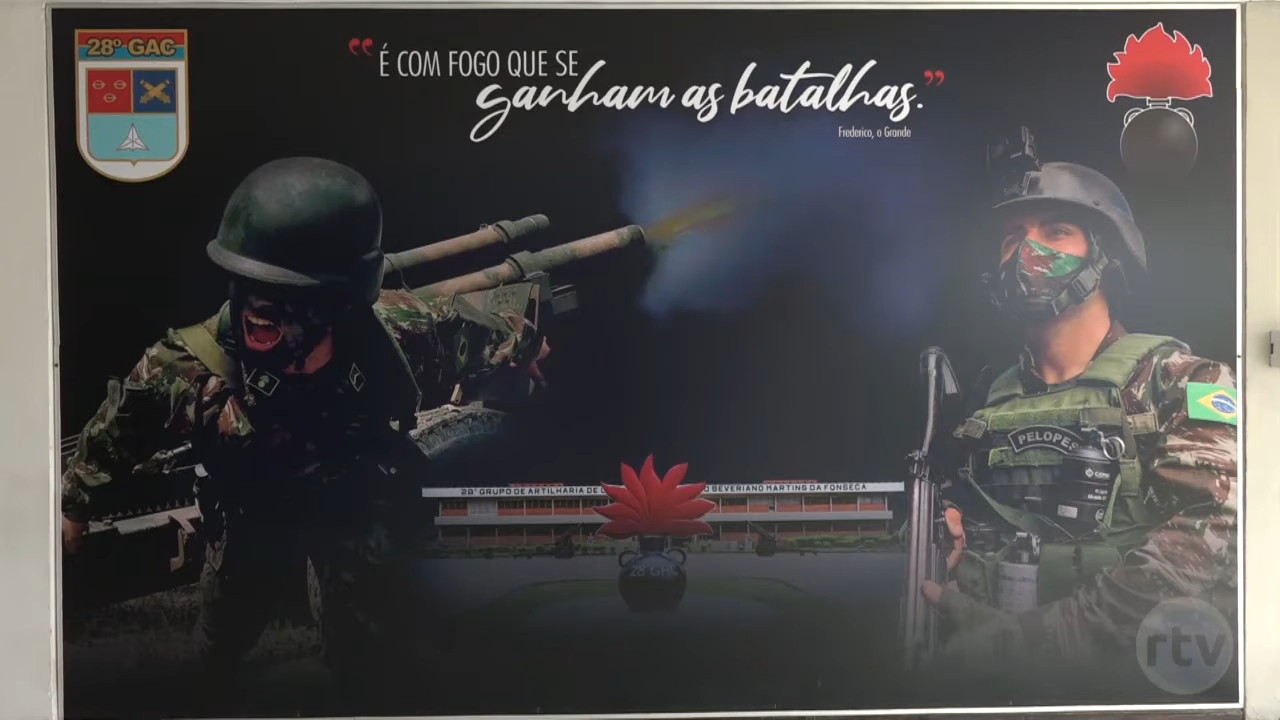 28º GAC
“É COM FOGO QUE SE
ganham as batalhas.”
Frederico, o Grande
PELOPES
28º GRUPO DE ARTILHARIA DE
SEVERIANO MARTINS DA FONSECA
28º GAC
rtv